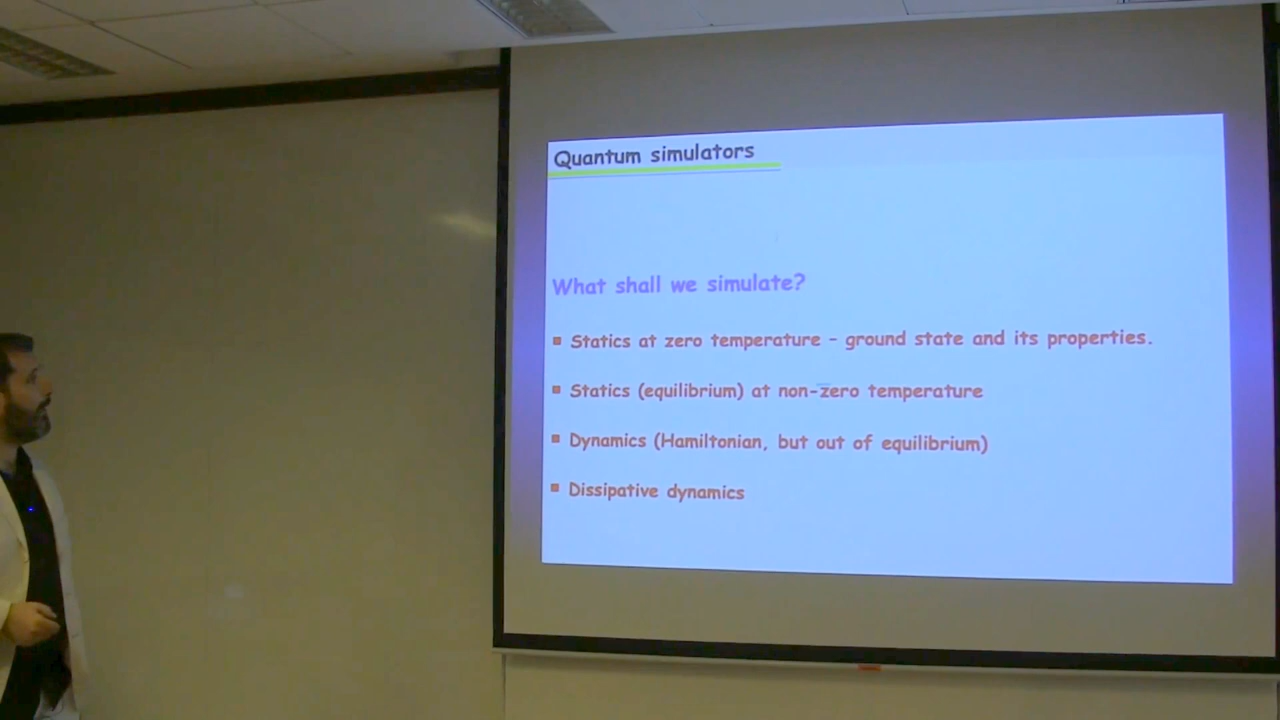 Quantum simulators
What shall we simulate?
Statics at zero temperature - ground state and its properties.
Statics (equilibrium) at non-zero temperature
Dynamics (Hamiltonian, but out of equilibrium)
Dissipative dynamics